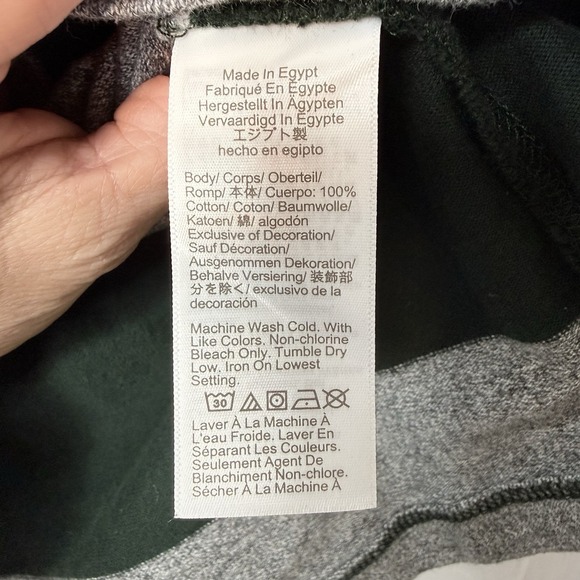 Made In Egypt
Fabriqué En Égypte
Hergestellt In Ägypten
Vervaardigd In Egypte
エジプト製
hecho en egipto
Body/ Corps/ Oberteil/
Romp/ 本体/ Cuerpo: 100%
Cotton/ Coton/ Baumwolle/
Katoen/ 綿/ algodón
Exclusive of Decoration/
Sauf Décoration/
Ausgenommen Dekoration/
Behalve Versiering/ 装飾部
分を除く/ exclusivo de la
decoración
Machine Wash Cold. With
Like Colors. Non-chlorine
Bleach Only. Tumble Dry
Low. Iron On Lowest
Setting.
30
Laver À La Machine À
L'eau Froide. Laver En
Séparant Les Couleurs.
Seulement Agent De
Blanchiment Non-chlore.
Sécher À La Machine À